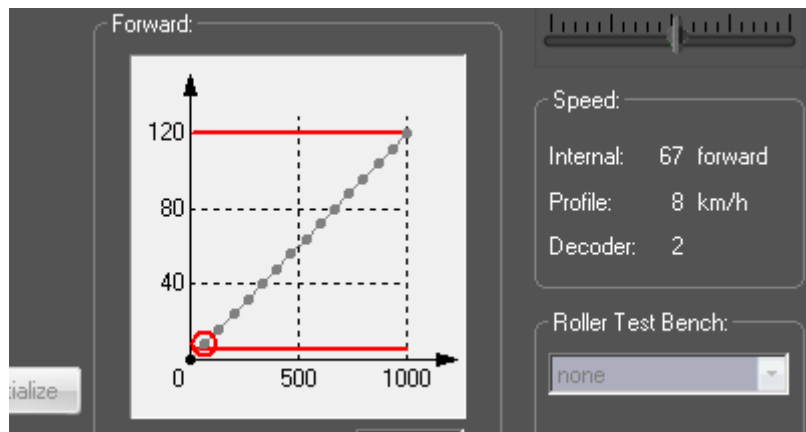 Forward:
120
80
40
0 500 1000
ialize
Speed:
Internal: 67 forward
Profile: 8 km/h
Decoder: 2
Roller Test Bench:
none